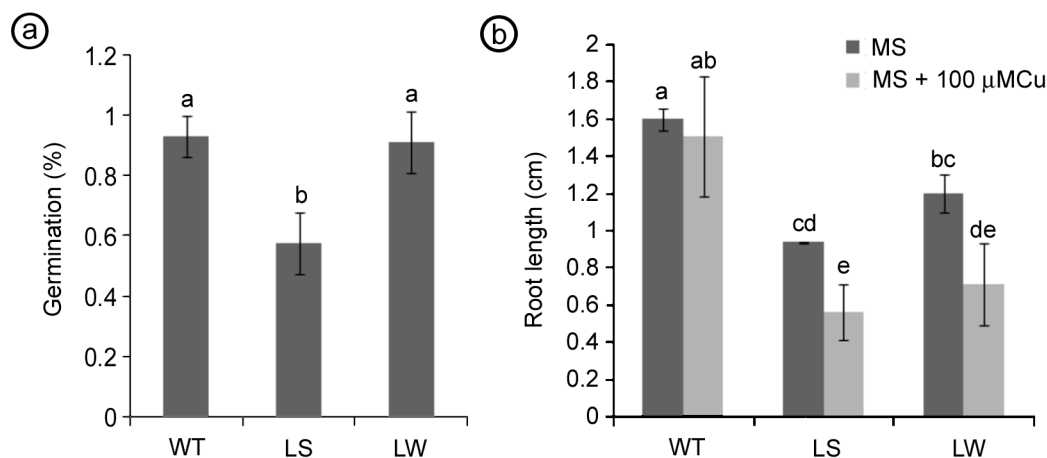 a
Germination (%)
1.2
1
0.8
0.6
0.4
0.2
0
a
b
a
WT LS LW
b
Root length (cm)
2
1.8
1.6
1.4
1.2
1
0.8
0.6
0.4
0.2
0
MS
MS + 100 μMCu
a
ab
cd
e
bc
de
WT LS LW